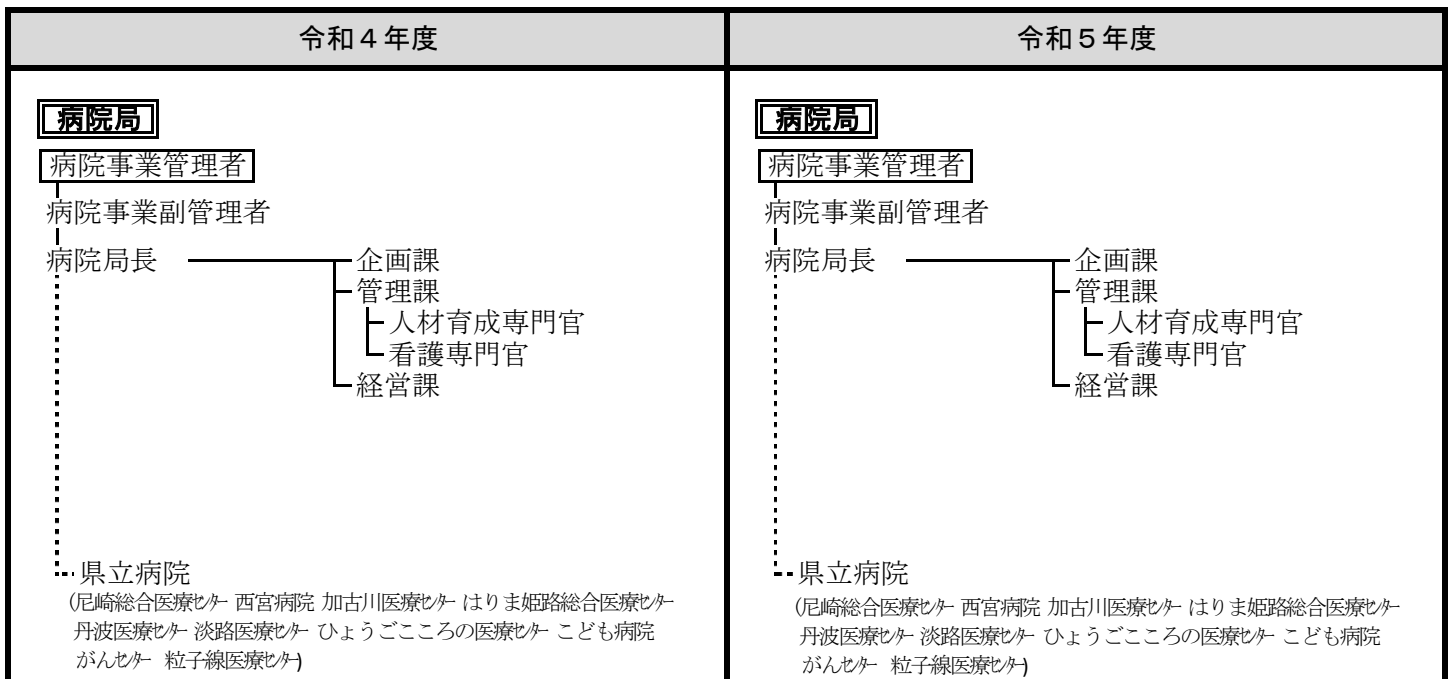 令和４年度
病院局
病院事業管理者
病院事業副管理者
病院局長
企画課
管理課
人材育成専門官
看護専門官
経営課
県立病院
(尼崎総合医療ｾﾝﾀｰ 西宮病院 加古川医療ｾﾝﾀｰ はりま姫路総合医療ｾﾝﾀｰ
丹波医療ｾﾝﾀｰ 淡路医療ｾﾝﾀｰ ひょうごこころの医療ｾﾝﾀｰ こども病院
がんｾﾝﾀｰ 粒子線医療ｾﾝﾀｰ)
令和５年度
病院局
病院事業管理者
病院事業副管理者
病院局長
企画課
管理課
人材育成専門官
看護専門官
経営課
県立病院
(尼崎総合医療ｾﾝﾀｰ 西宮病院 加古川医療ｾﾝﾀｰ はりま姫路総合医療ｾﾝﾀｰ
丹波医療ｾﾝﾀｰ 淡路医療ｾﾝﾀｰ ひょうごこころの医療ｾﾝﾀｰ こども病院
がんｾﾝﾀｰ 粒子線医療ｾﾝﾀｰ)